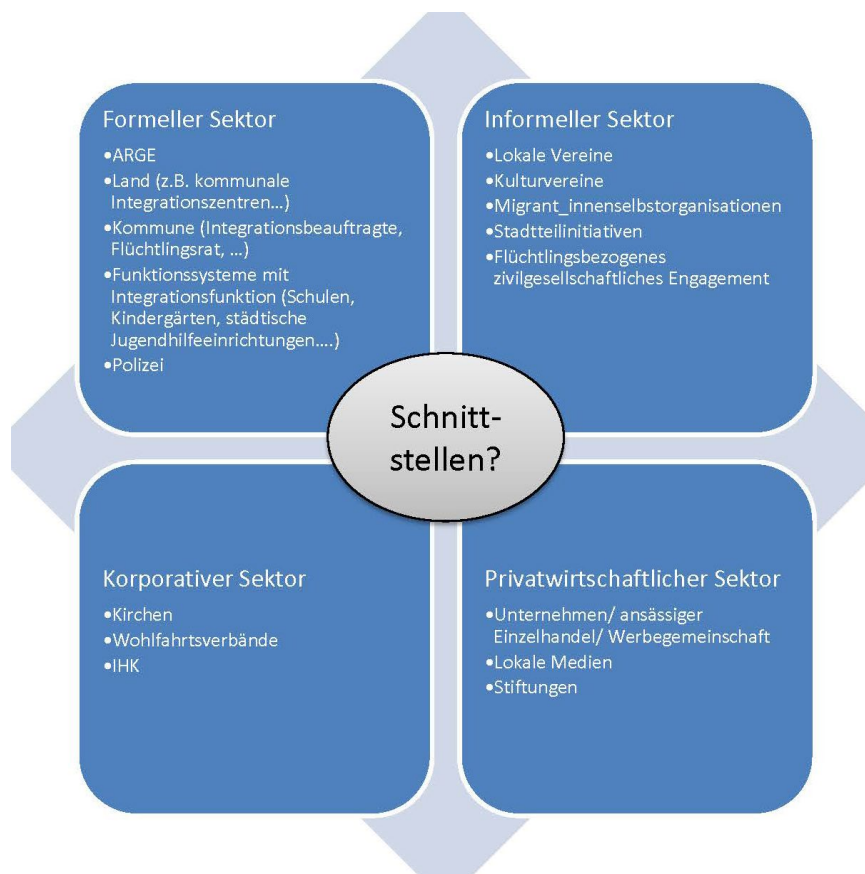 Formeller Sektor
•ARGE
•Land (z.B. kommunale
Integrationszentren...)
•Kommune (Integrationsbeauftragte,
Flüchtlingsrat, ...)
•Funktionssysteme mit
Integrationsfunktion (Schulen,
Kindergärten, städtische
Jugendhilfeeinrichtungen....)
•Polizei
Informeller Sektor
•Lokale Vereine
•Kulturvereine
•Migrant_innenselbstorganisationen
•Stadtteilinitiativen
•Flüchtlingsbezogenes
zivilgesellschaftliches Engagement
Schnitt-
stellen?
Korporativer Sektor
•Kirchen
•Wohlfahrtsverbände
•IHK
Privatwirtschaftlicher Sektor
•Unternehmen/ ansässiger
Einzelhandel/ Werbegemeinschaft
•Lokale Medien
•Stiftungen